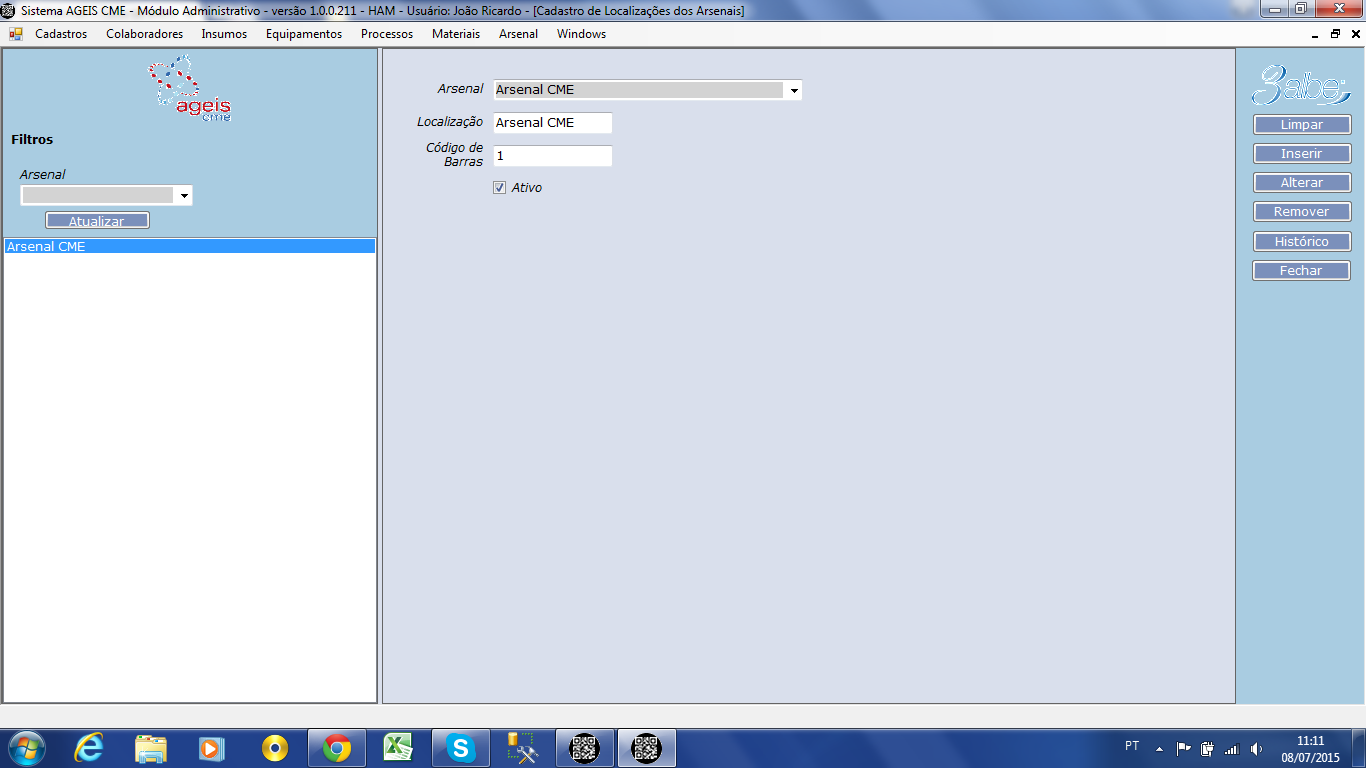 Sistema AGEIS CME - Módulo Administrativo - versão 1.0.0.211 - HAM - Usuário: João Ricardo - [Cadastro de Localizações dos Arsenais]
Cadastros Colaboradores Insumos Equipamentos Processos Materiais Arsenal Windows
ageis
cme
Filtros
Arsenal
Atualizar
Arsenal CME
Arsenal Arsenal CME
Localização Arsenal CME
Código de
Barras 1
Ativo
3albe
Limpar
Inserir
Alterar
Remover
Histórico
Fechar
PT
11:11
08/07/2015